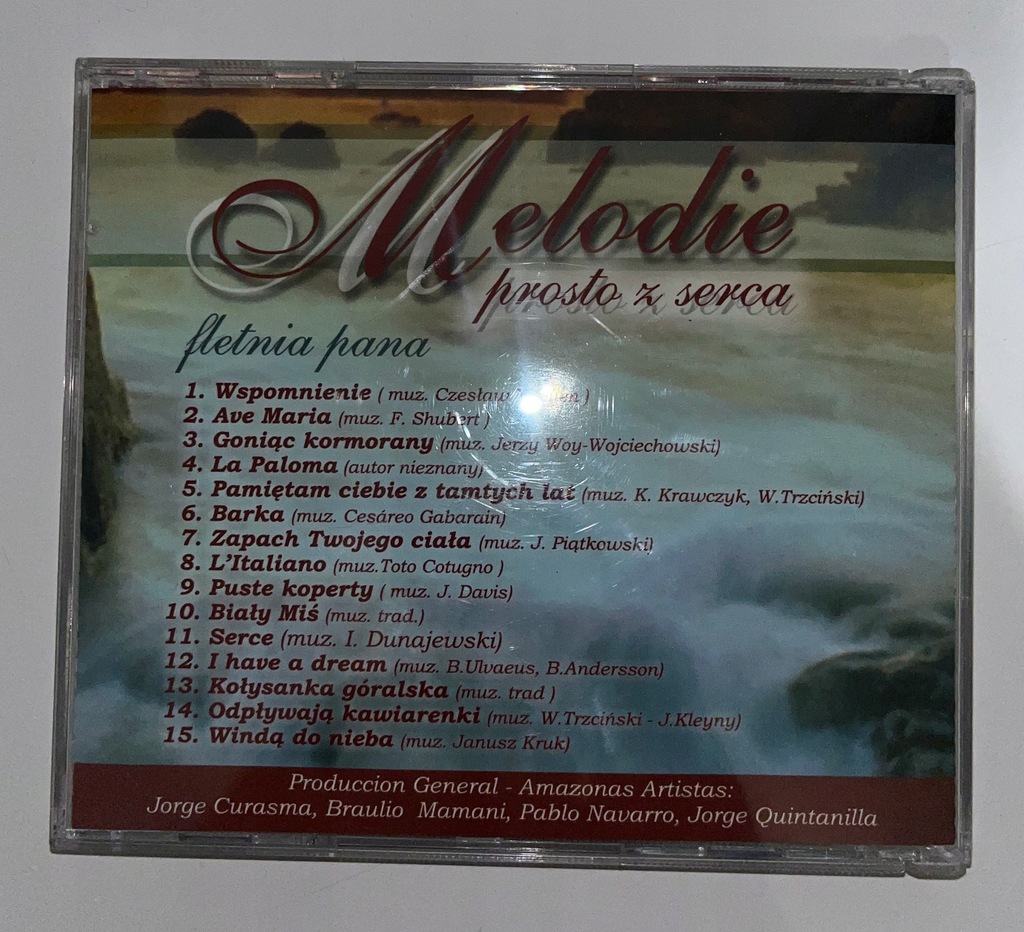 Melodie
prosto z serca
fletnia pana
1. Wspomnienie ( muz. Czesław )
2. Ave Maria (muz. F. Shubert )
3. Goniąc kormorany (muz. Jerzy Woy-Wojciechowski)
4. La Paloma (autor nieznany)
5. Pamiętam ciebie z tamtych lat (muz. K. Krawczyk, W.Trzciński)
6. Barka (muz. Cesáreo Gabarain)
7. Zapach Twojego ciała (muz. J. Piątkowski)
8. L'Italiano (muz.Toto Cotugno )
9. Puste koperty ( muz. J. Davis)
10. Biały Miś (muz. trad.)
11. Serce (muz. I. Dunajewski)
12. I have a dream (muz. B.Ulvaeus, B.Andersson)
13. Kołysanka góralska (muz. trad )
14. Odpływają kawiarenki (muz. W.Trzciński - J.Kleyny)
15. Windą do nieba (muz. Janusz Kruk)
Produccion General - Amazonas Artistas:
Jorge Curasma, Braulio Mamani, Pablo Navarro, Jorge Quintanilla